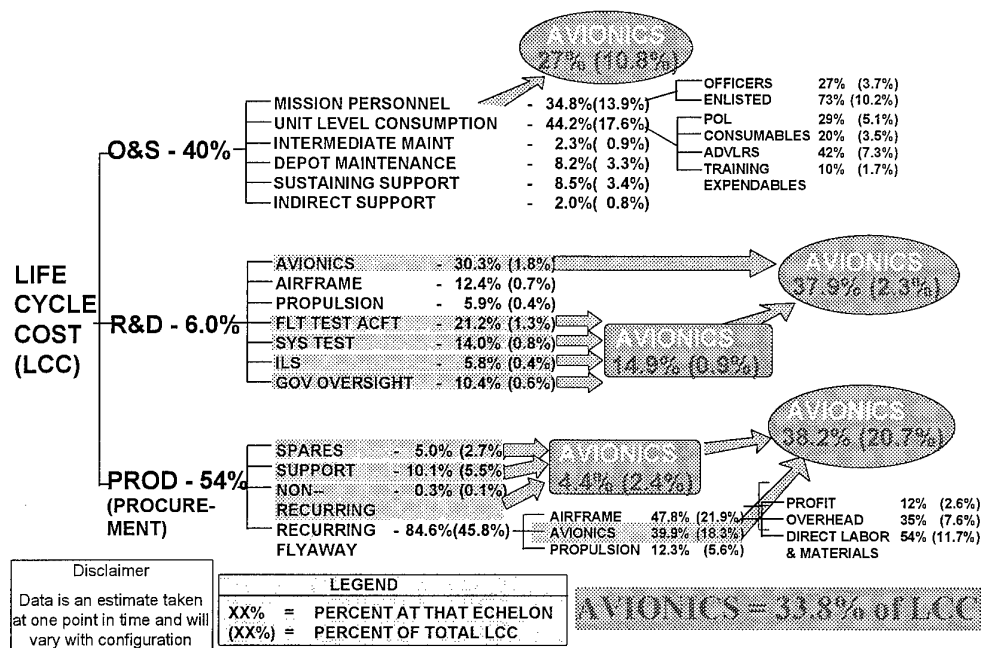 AVIONICS
27% (10.8%)
OFFICERS 27% (3.7%)
ENLISTED 73% (10.2%)
POL 29% (5.1%)
CONSUMABLES 20% (3.5%)
ADVLRS 42% (7.3%)
TRAINING 10% (1.7%)
EXPENDABLES
O&S - 40%
MISSION PERSONNEL - 34.8%(13.9%)
UNIT LEVEL CONSUMPTION - 44.2%(17.6%)
INTERMEDIATE MAINT - 2.3%( 0.9%)
DEPOT MAINTENANCE - 8.2%( 3.3%)
SUSTAINING SUPPORT - 8.5%( 3.4%)
INDIRECT SUPPORT - 2.0%( 0.8%)
LIFE
CYCLE
COST
(LCC)
R&D - 6.0%
AVIONICS - 30.3% (1.8%)
AIRFRAME - 12.4% (0.7%)
PROPULSION - 5.9% (0.4%)
FLT TEST ACFT - 21.2% (1.3%)
SYS TEST - 14.0% (0.8%)
ILS - 5.8% (0.4%)
GOV OVERSIGHT - 10.4% (0.6%)
AVIONICS
14.9% (0.9%)
AVIONICS
37.9% (2.3%)
PROD - 54%
(PROCURE-
MENT)
SPARES - 5.0% (2.7%
SUPPORT - 10.1% (5.5%
NON-- - 0.3% (0.1%)
RECURRING
RECURRING - 84.6%(45.8%)
FLYAWAY
AVIONICS
4.4% (2.4%)
AVIONICS
38.2% (20.7%)
AIRFRAME 47.8% (21.9%)
AVIONICS 39.9% (18.3%)
PROPULSION 12.3% (5.6%)
PROFIT 12% (2.6%)
OVERHEAD 35% (7.6%)
DIRECT LABOR 54% (11.7%)
& MATERIALS
Disclaimer
Data is an estimate taken
at one point in time and will
vary with configuration
LEGEND
XX% = PERCENT AT THAT ECHELON
(XX%) = PERCENT OF TOTAL LCC
AVIONICS = 33.8% of LCC